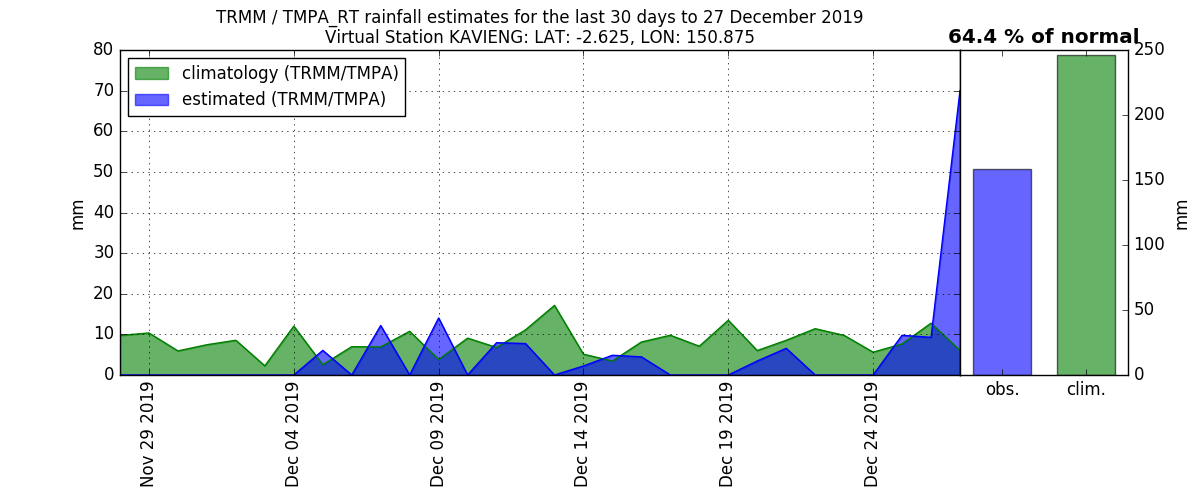 TRMM / TMPA_RT rainfall estimates for the last 30 days to 27 December 2019
Virtual Station KAVIENG: LAT: -2.625, LON: 150.875
64.4 % of normal
climatology (TRMM/TMPA)
estimated (TRMM/TMPA)
mm
80
70
60
50
40
30
20
10
0
Nov 29 2019
Dec 04 2019
Dec 09 2019
Dec 14 2019
Dec 19 2019
Dec 24 2019
obs.
clim.
250
200
150
100
50
0
mm